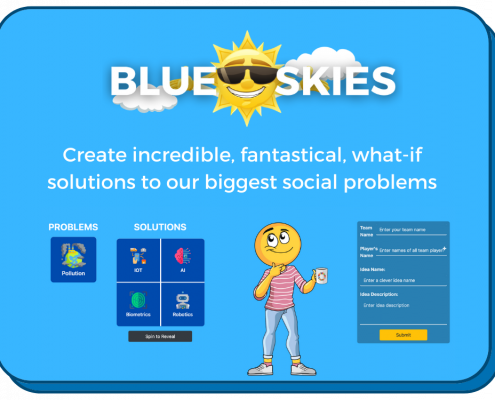 BLUE SKIES
Create incredible, fantastical, what-if
solutions to our biggest social problems
PROBLEMS
Pollution
SOLUTIONS
IOT
AI
Biometrics
Robotics
Spin to Reveal
Team
Name
Enter your team name
Player's
Name
Enter names of all team player
Idea Name:
Enter a clever idea name
Idea Description:
Enter idea description
Submit